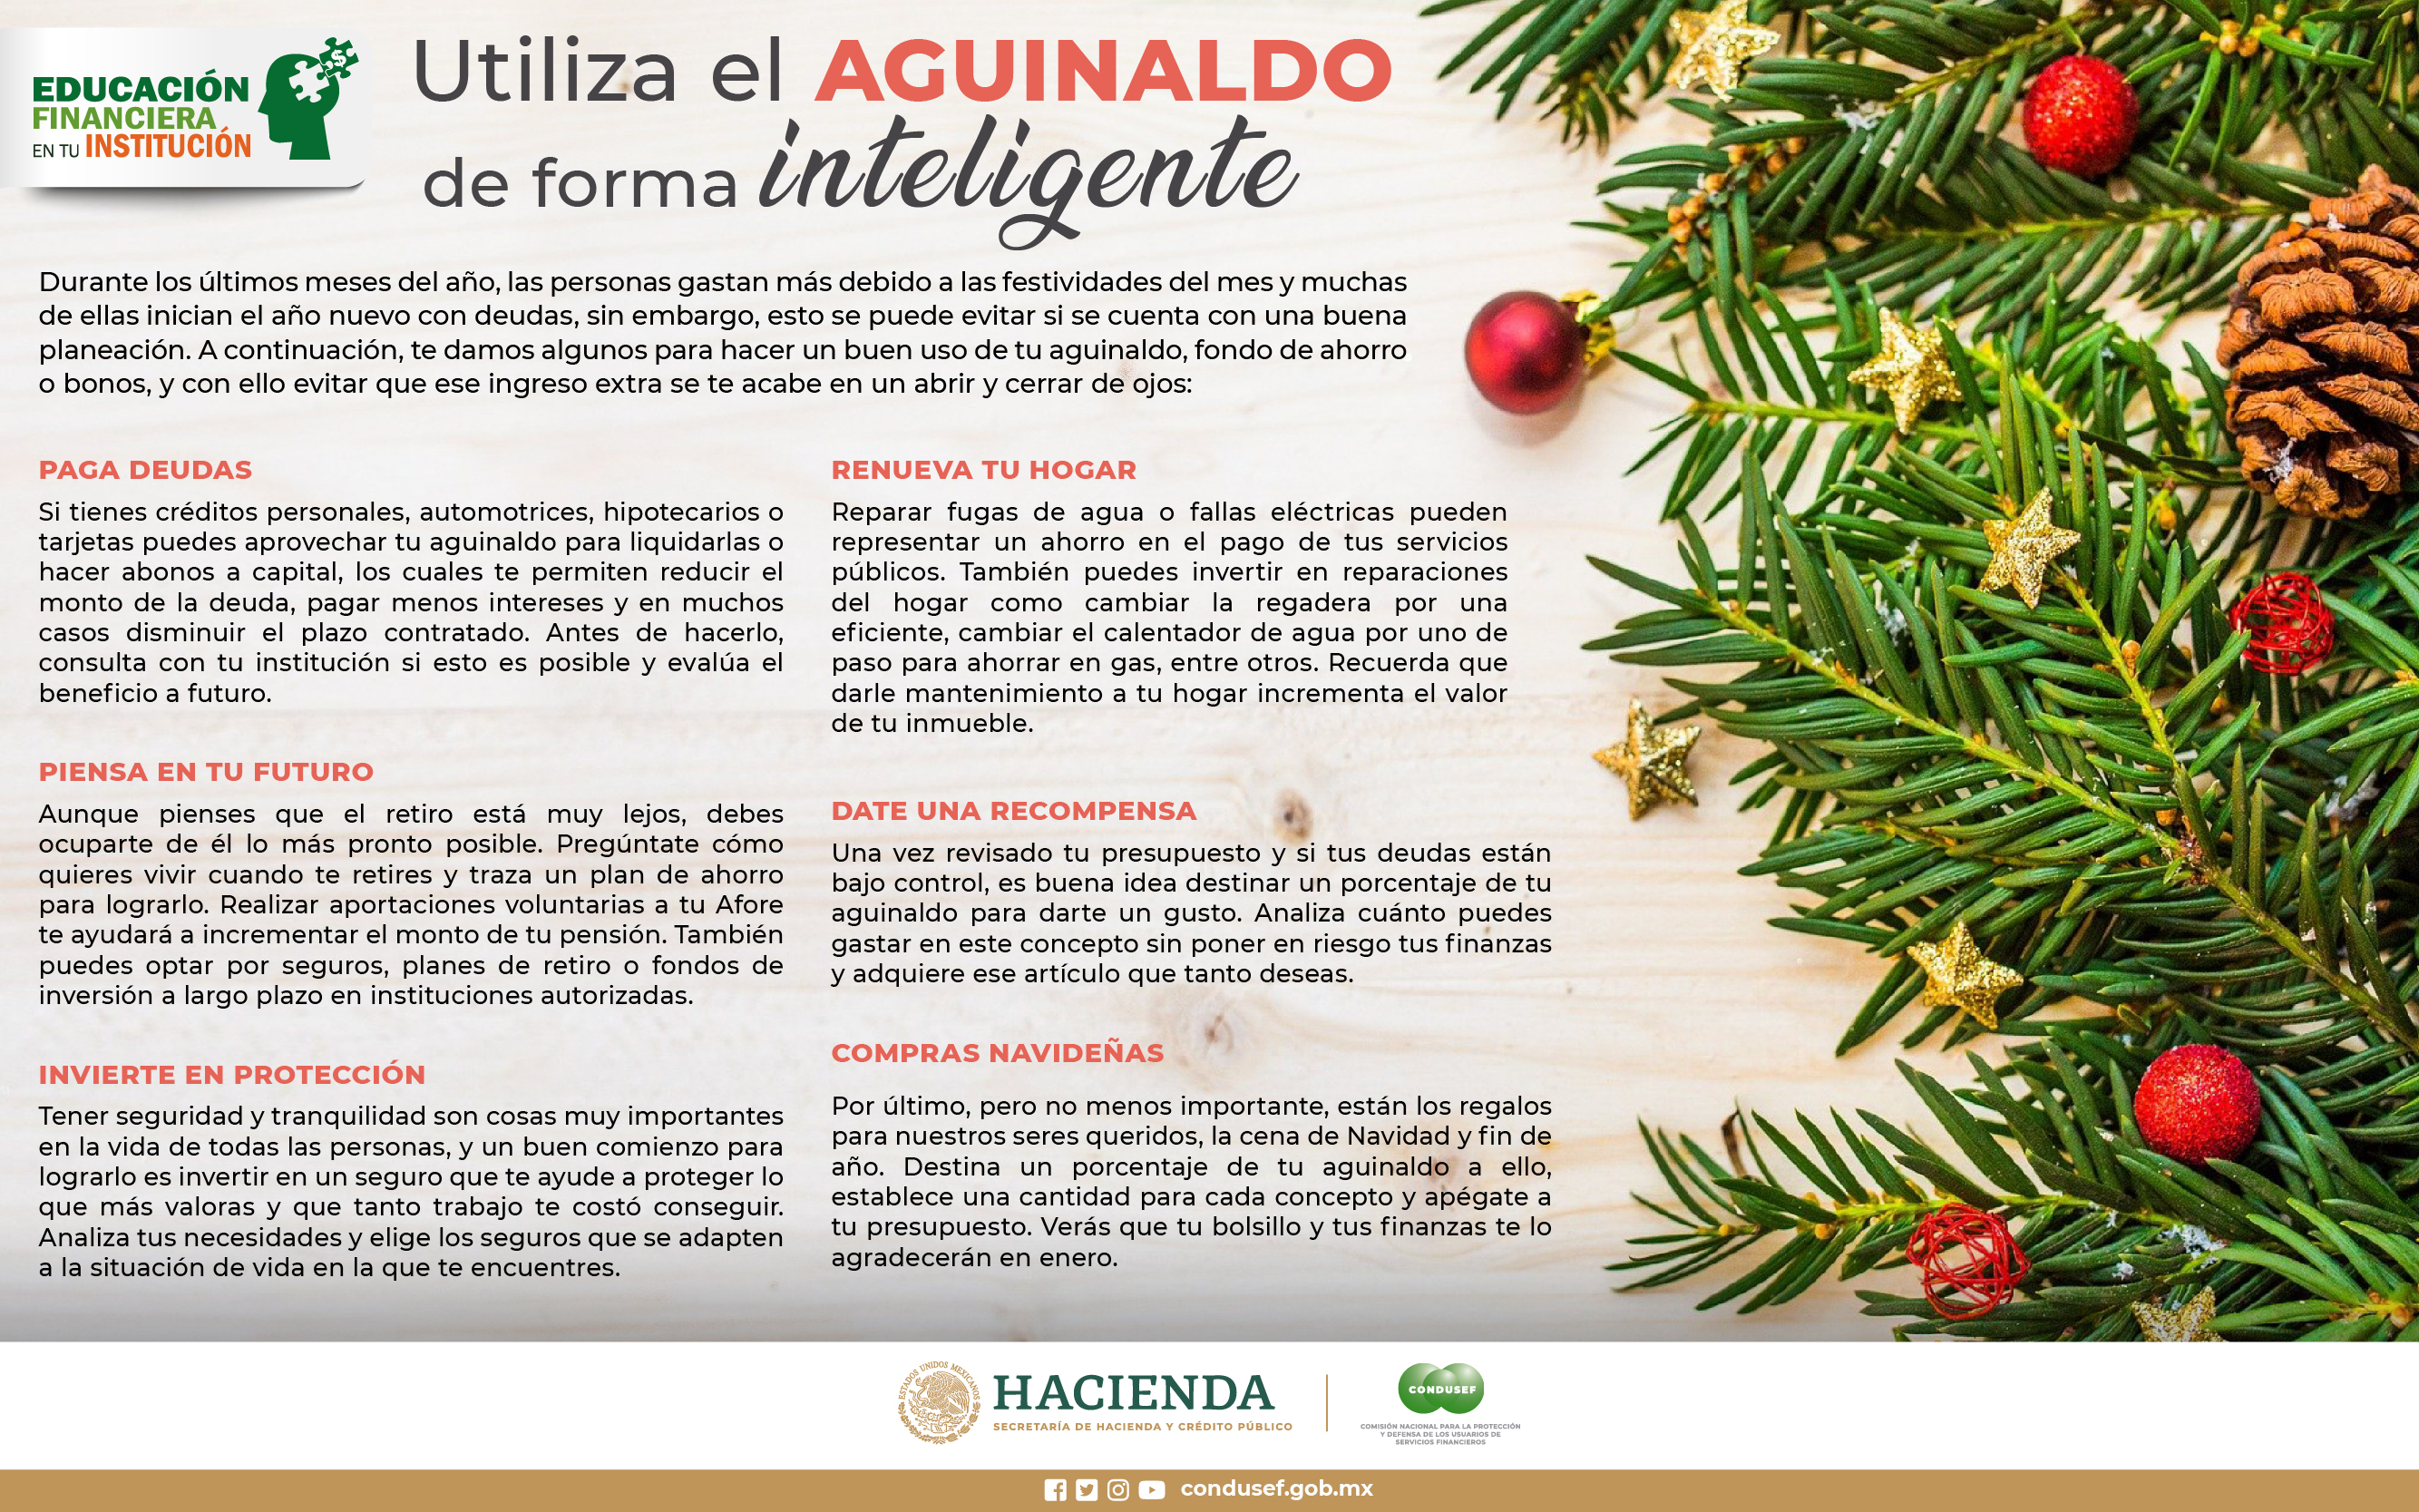 EDUCACIÓN
FINANCIERA
EN TU INSTITUCIÓN
Utiliza el AGUINALDO
de forma inteligente
Durante los últimos meses del año, las personas gastan más debido a las festividades del mes y muchas
de ellas inician el año nuevo con deudas, sin embargo, esto se puede evitar si se cuenta con una buena
planeación. A continuación, te damos algunos para hacer un buen uso de tu aguinaldo, fondo de ahorro
o bonos, y con ello evitar que ese ingreso extra se te acabe en un abrir y cerrar de ojos:
PAGA DEUDAS
Si tienes créditos personales, automotrices, hipotecarios o
tarjetas puedes aprovechar tu aguinaldo para liquidarlas o
hacer abonos a capital, los cuales te permiten reducir el
monto de la deuda, pagar menos intereses y en muchos
casos disminuir el plazo contratado. Antes de hacerlo,
consulta con tu institución si esto es posible y evalúa el
beneficio a futuro.
PIENSA EN TU FUTURO
Aunque pienses que el retiro está muy lejos, debes
ocuparte de él lo más pronto posible. Pregúntate cómo
quieres vivir cuando te retires y traza un plan de ahorro
para lograrlo. Realizar aportaciones voluntarias a tu Afore
te ayudará a incrementar el monto de tu pensión. También
puedes optar por seguros, planes de retiro o fondos de
inversión a largo plazo en instituciones autorizadas.
INVIERTE EN PROTECCIÓN
Tener seguridad y tranquilidad son cosas muy importantes
en la vida de todas las personas, y un buen comienzo para
lograrlo es invertir en un seguro que te ayude a proteger lo
que más valoras y que tanto trabajo te costó conseguir.
Analiza tus necesidades y elige los seguros que se adapten
a la situación de vida en la que te encuentres.
RENUEVA TU HOGAR
Reparar fugas de agua o fallas eléctricas pueden
representar un ahorro en el pago de tus servicios
públicos. También puedes invertir en reparaciones
del hogar como cambiar la regadera por una
eficiente, cambiar el calentador de agua por uno de
paso para ahorrar en gas, entre otros. Recuerda que
darle mantenimiento a tu hogar incrementa el valor
de tu inmueble.
DATE UNA RECOMPENSA
Una vez revisado tu presupuesto y si tus deudas están
bajo control, es buena idea destinar un porcentaje de tu
aguinaldo para darte un gusto. Analiza cuánto puedes
gastar en este concepto sin poner en riesgo tus finanzas
y adquiere ese artículo que tanto deseas.
COMPRAS NAVIDEÑAS
Por último, pero no menos importante, están los regalos
para nuestros seres queridos, la cena de Navidad y fin de
año. Destina un porcentaje de tu aguinaldo a ello,
establece una cantidad para cada concepto y apégate a
tu presupuesto. Verás que tu bolsillo y tus finanzas te lo
agradecerán en enero.
ESTADOS UNIDOS MEXICANOS
HACIENDA
SECRETARÍA DE HACIENDA Y CRÉDITO PÚBLICO
CONDUSEF
COMISIÓN NACIONAL PARA LA PROTECCIÓN
Y DEFENSA DE LOS USUARIOS DE
SERVICIOS FINANCIEROS
condusef.gob.mx